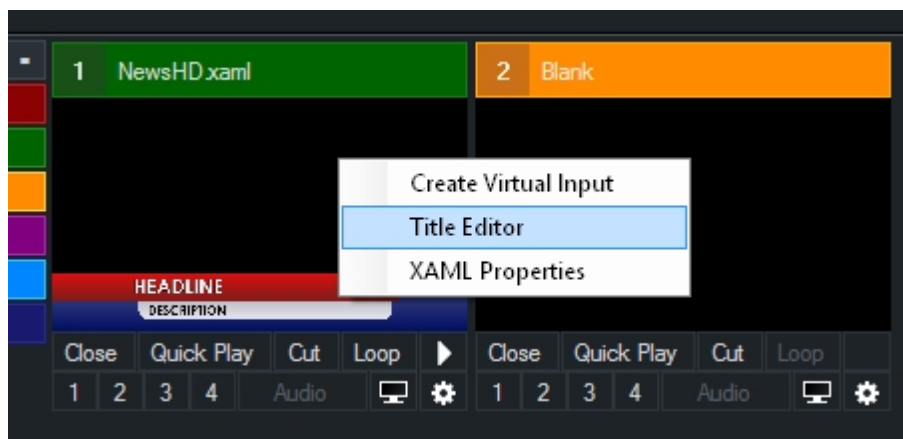 -
1 NewsHD.xaml
2 Blank
Create Virtual Input
Title Editor
XAML Properties
HEADLINE
DESCRIPTION
Close Quick Play Cut Loop Close Quick Play Cut Loop
1 2 3 4 Audio 1 2 3 4 Audio